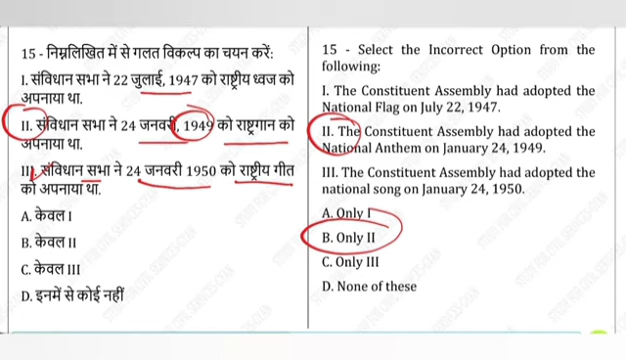 15 - निम्नलिखित में से गलत विकल्प का चयन करें:
I. संविधान सभा ने 22 जुलाई, 1947 को राष्ट्रीय ध्वज को
अपनाया था.
II. संविधान सभा ने 24 जनवरी, 1949 को राष्ट्रगान को
अपनाया था.
III. संविधान सभा ने 24 जनवरी 1950 को राष्ट्रीय गीत
को अपनाया था.
A. केवल I
B. केवल II
C. केवल III
D. इनमें से कोई नहीं
15 - Select the Incorrect Option from the
following:
I. The Constituent Assembly had adopted the
National Flag on July 22, 1947.
II. The Constituent Assembly had adopted the
National Anthem on January 24, 1949.
III. The Constituent Assembly had adopted the
national song on January 24, 1950.
A. Only I
B. Only II
C. Only III
D. None of these